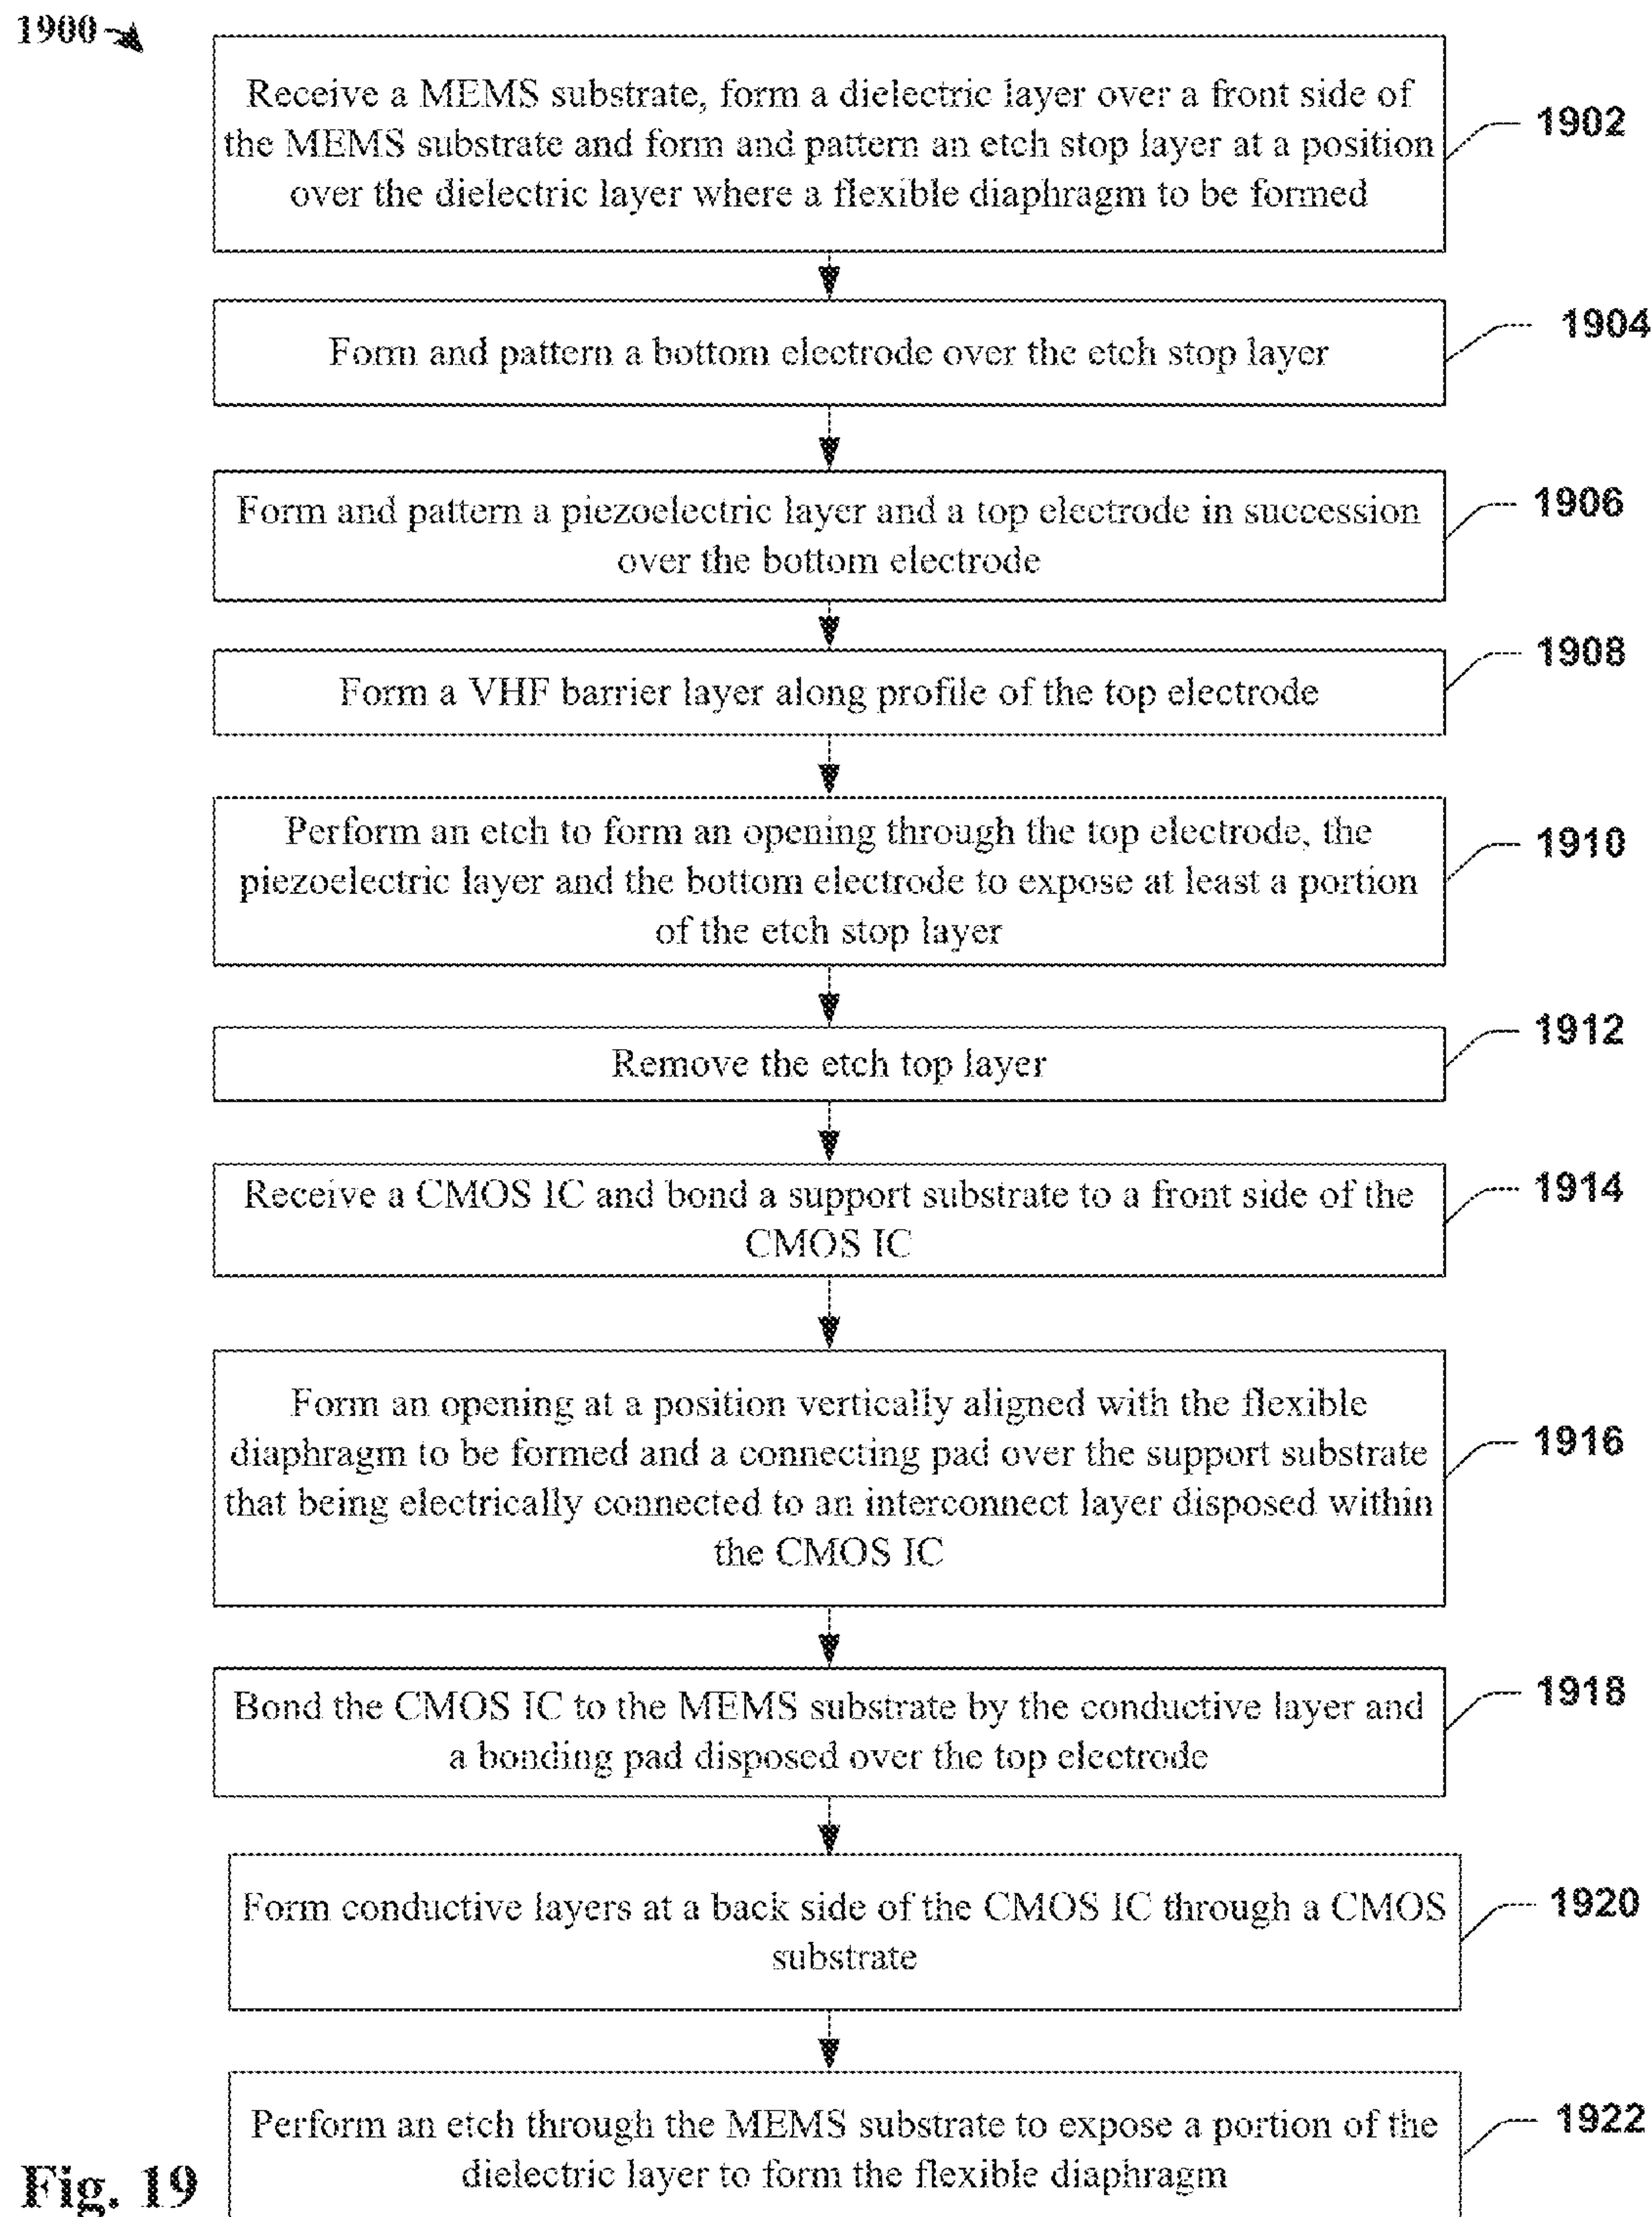 1900
Receive a MEMS substrate, form a dielectric layer over a front side of
the MEMS substrate and form and pattern an etch stop layer at a position
over the dielectric layer where a flexible diaphragm to be formed
1902
Form and pattern a bottom electrode over the etch stop layer
1904
Form and pattern a piezoelectric layer and a top electrode in succession
over the bottom electrode
1906
Form a VHF barrier layer along profile of the top electrode
1908
Perform an etch to form an opening through the top electrode, the
piezoelectric layer and the bottom electrode to expose at least a portion
of the etch stop layer
1910
Remove the etch top layer
1912
Receive a CMOS IC and bond a support substrate to a front side of the
CMOS IC
1914
Form an opening at a position vertically aligned with the flexible
diaphragm to be formed and a connecting pad over the support substrate
that being electrically connected to an interconnect layer disposed within
the CMOS IC
1916
Bond the CMOS IC to the MEMS substrate by the conductive layer and
a bonding pad disposed over the top electrode
1918
Form conductive layers at a back side of the CMOS IC through a CMOS
substrate
1920
Perform an etch through the MEMS substrate to expose a portion of the
dielectric layer to form the flexible diaphragm
1922
Fig. 19